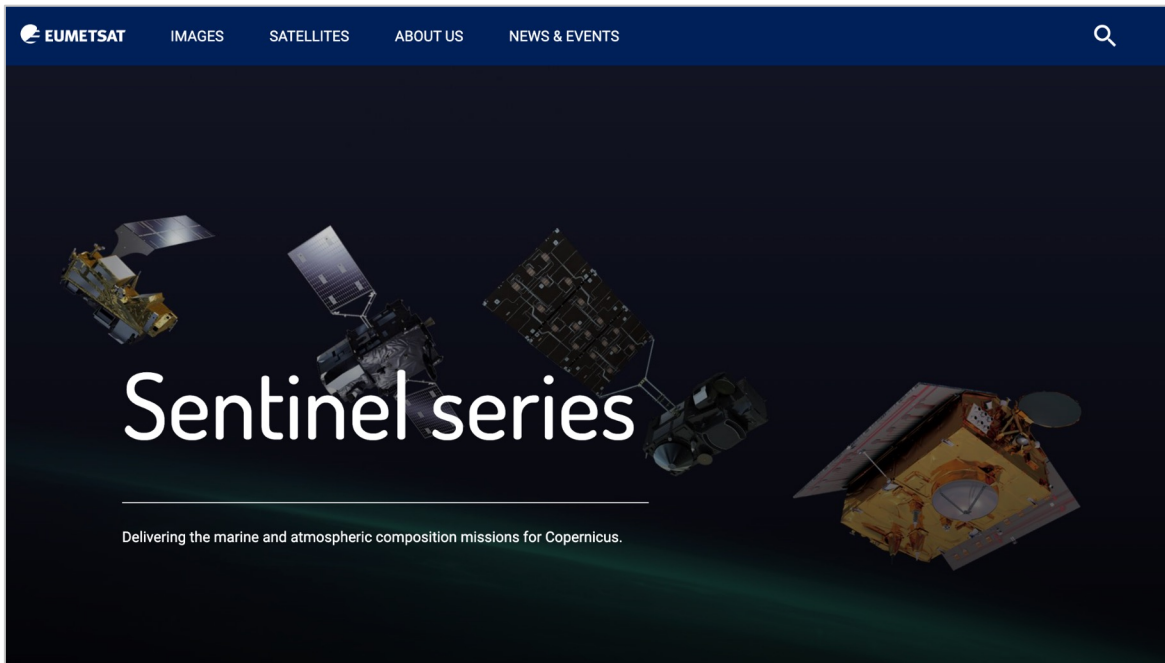 EUMETSAT IMAGES SATELLITES ABOUT US NEWS & EVENTS
Sentinel series
Delivering the marine and atmospheric composition missions for Copernicus.